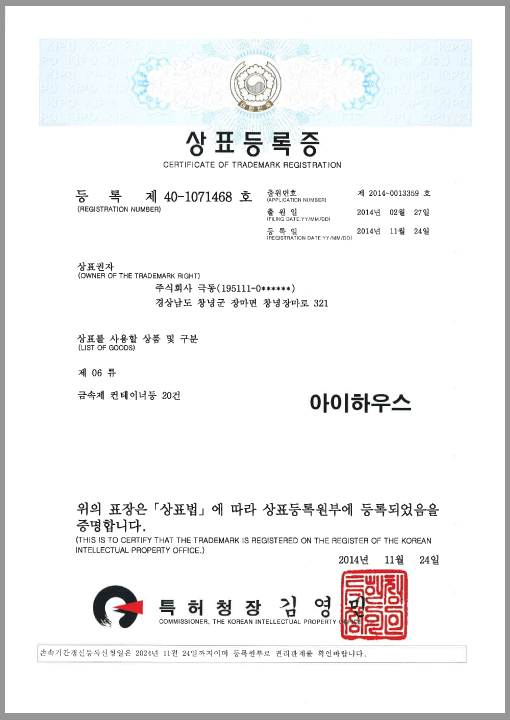 상표등록증
CERTIFICATE OF TRADEMARK REGISTRATION
등 록 제 40-1071468 호
(REGISTRATION NUMBER)
출원번호 제 2014-0013359 호
(APPLICATION NUMBER)
출 원 일 2014년 02월 27일
(FILING DATE:YY/MM/DD)
등 록 일 2014년 11월 24일
(REGISTRATION DATE:YY/MM/DD)
상표권자
(OWNER OF THE TRADEMARK RIGHT)
주식회사 극동(195111-0******)
경상남도 창녕군 장마면 창녕장마로 321
상표를 사용할 상품 및 구분
(LIST OF GOODS)
제 06 류
금속제 컨테이너등 20건
아이하우스
위의 표장은「상표법」에 따라 상표등록원부에 등록되었음을
증명합니다.
(THIS IS TO CERTIFY THAT THE TRADEMARK IS REGISTERED ON THE REGISTER OF THE KOREAN
INTELLECTUAL PROPERTY OFFICE.)
2014년 11월 24일
특허청장 김영민
COMMISSIONER, THE KOREAN INTELLECTUAL PROPERTY OFFICE
존속기간갱신등록신청일은 2024년 11월 24일까지이며 등록원부로 권리관계를 확인바랍니다.